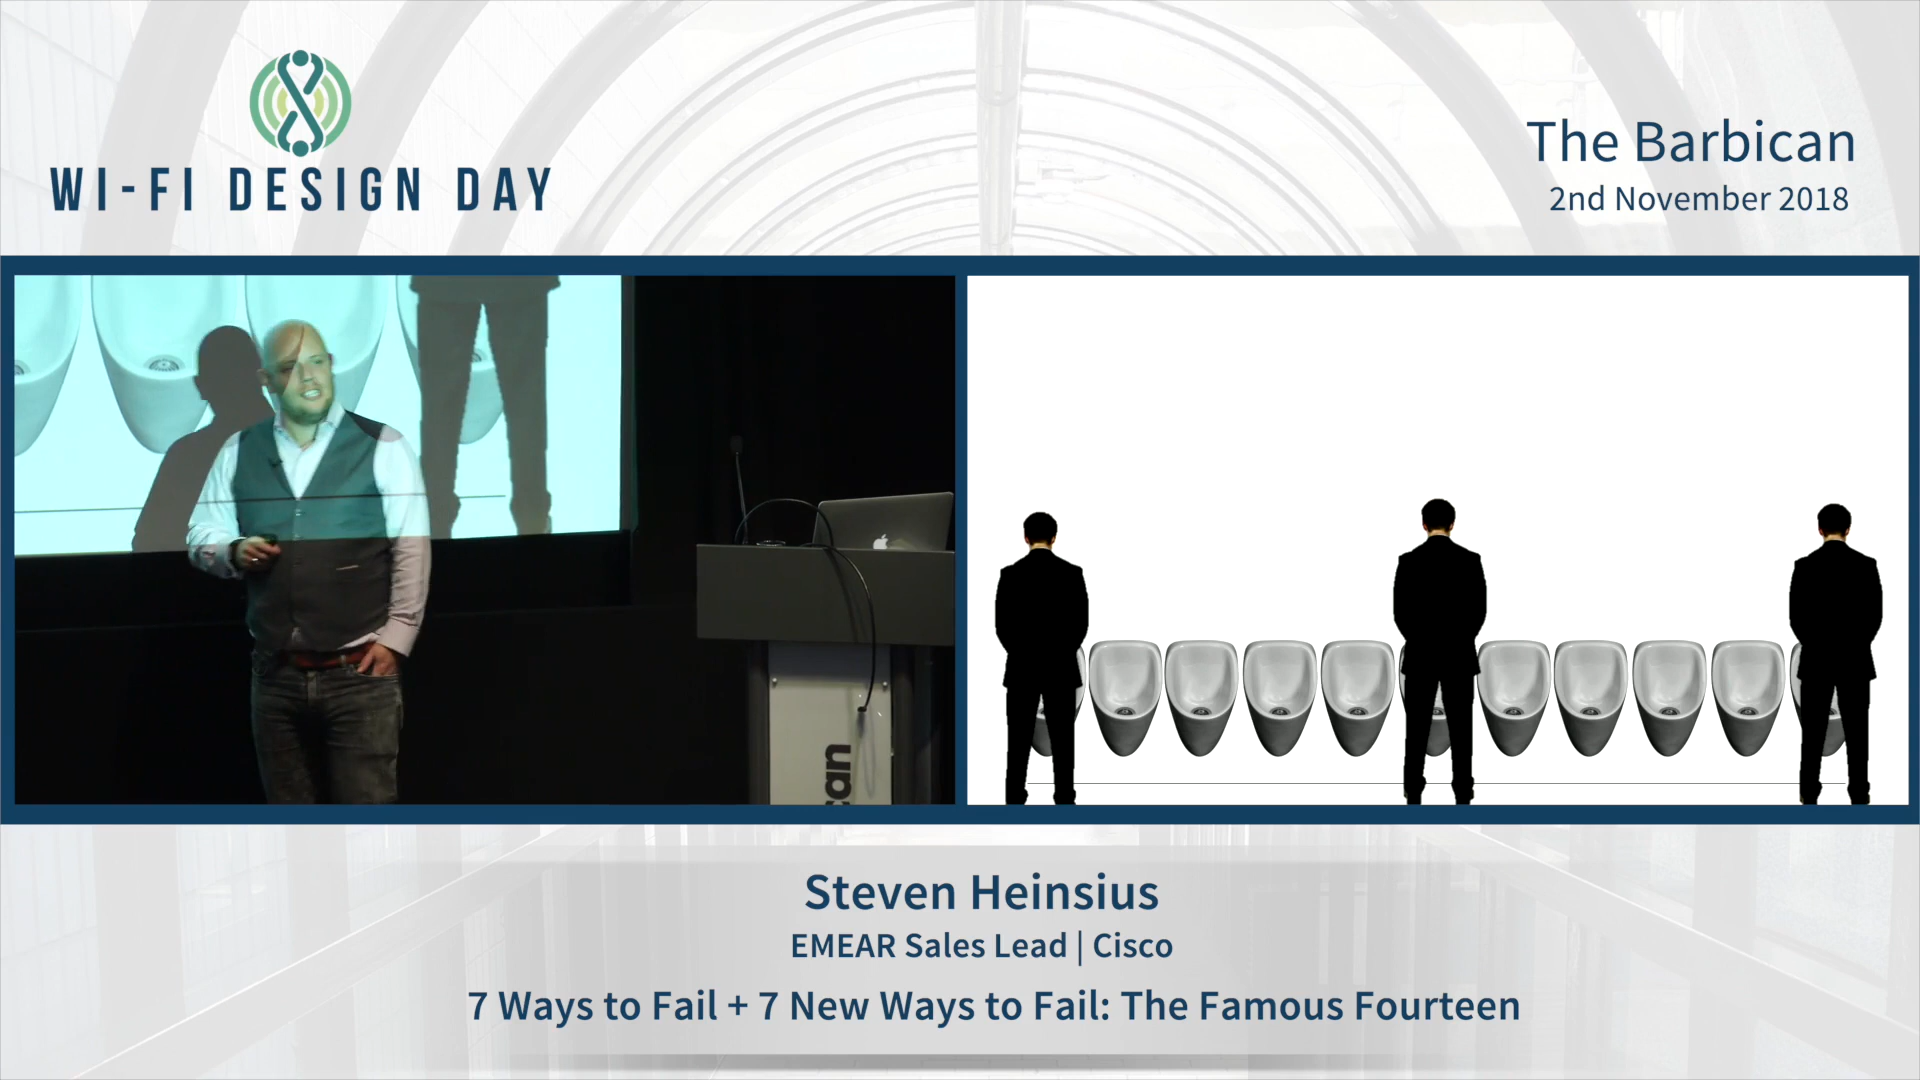 WI-FI DESIGN DAY
The Barbican
2nd November 2018
can
Steven Heinsius
EMEAR Sales Lead | Cisco
7 Ways to Fail + 7 New Ways to Fail: The Famous Fourteen